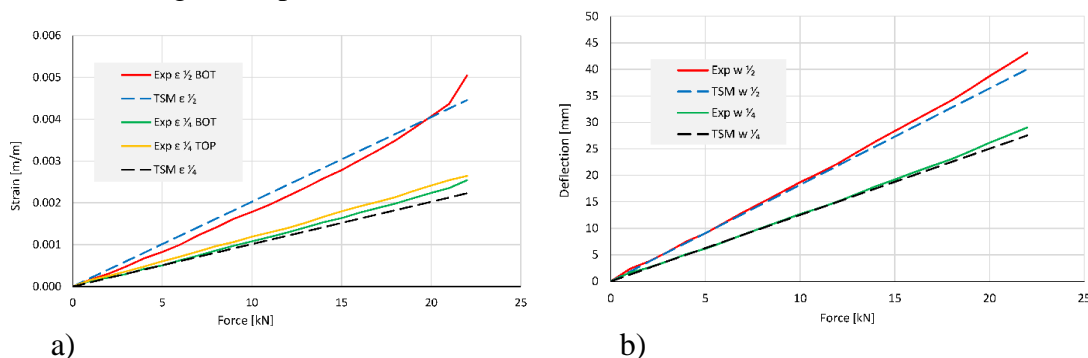 0.006
0.005
0.004
0.003
0.002
0.001
0.000
Strain [m/m]
Exp ε ½ BOT
TSM ε ½
Exp ε ¼ BOT
Exp ε ¼ TOP
TSM ε ¼
0 5 10 15 20 25
Force [kN]
a)
50
45
40
35
30
25
20
15
10
5
0
Deflection [mm]
Exp w ½
TSM w ½
Exp w ¼
TSM w ¼
0 5 10 15 20 25
Force [kN]
b)